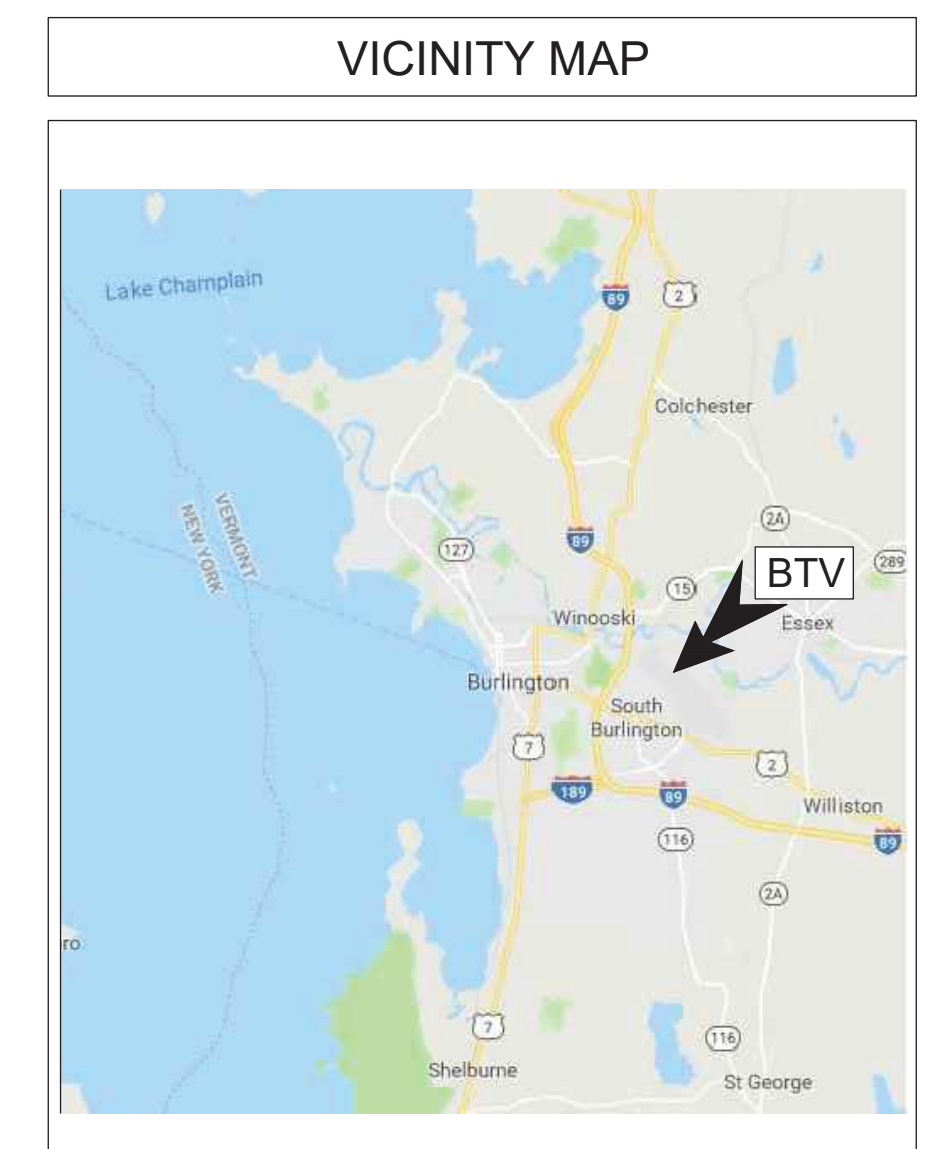 VICINITY MAP
Lake Champlain
89
2
Colchester
VERMONT
NEW YORK
2A
127
89
BTV
289
15
Winooski
Essex
Burlington
South
Burlington
7
2
189
89
Williston
116
89
2A
ro
7
116
Shelburne
St George